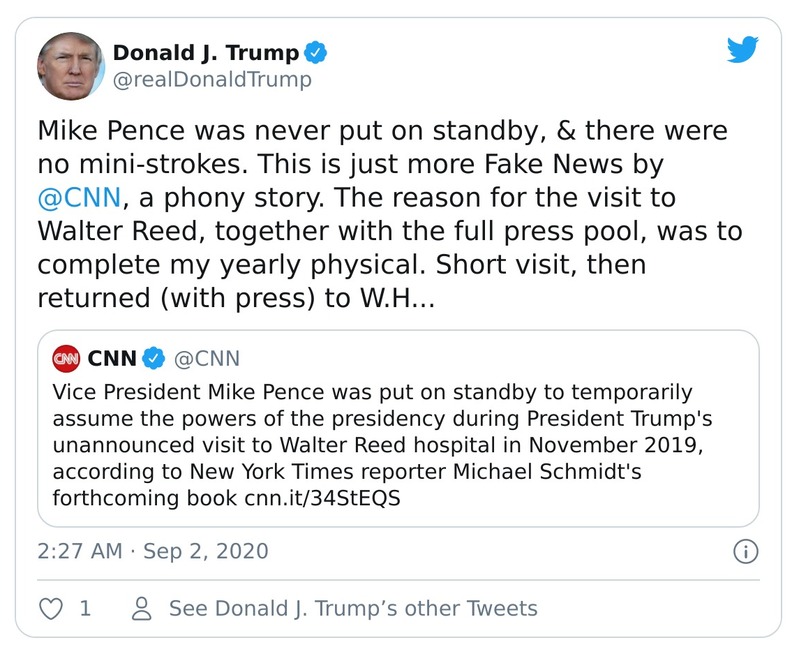 Donald J. Trump
@realDonaldTrump
Mike Pence was never put on standby, & there were
no mini-strokes. This is just more Fake News by
@CNN, a phony story. The reason for the visit to
Walter Reed, together with the full press pool, was to
complete my yearly physical. Short visit, then
returned (with press) to W.H...
CNN CNN @CNN
Vice President Mike Pence was put on standby to temporarily
assume the powers of the presidency during President Trump's
unannounced visit to Walter Reed hospital in November 2019,
according to New York Times reporter Michael Schmidt's
forthcoming book cnn.it/34StEQS
2:27 AM · Sep 2, 2020
1 See Donald J. Trump’s other Tweets